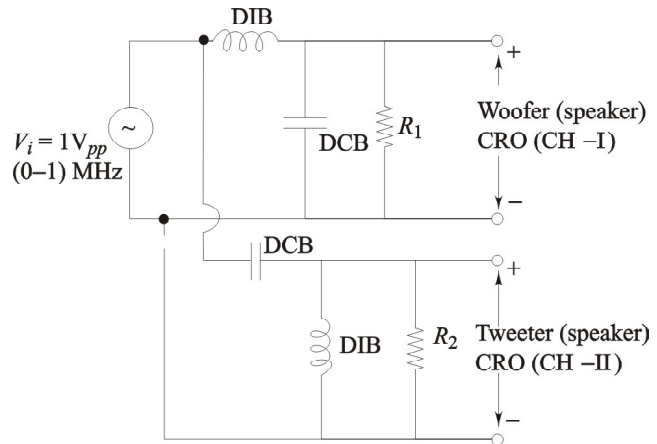 DIB
V_i = 1V_pp
(0–1) MHz
~
DCB
R_1
+
Woofer (speaker)
CRO (CH –I)
–
DCB
DIB
R_2
+
Tweeter (speaker)
CRO (CH –II)
–